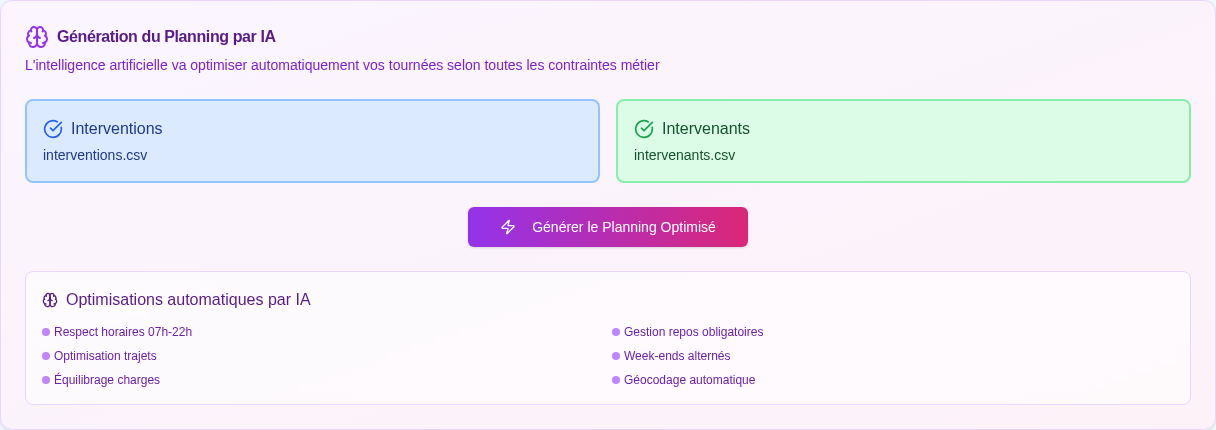 Génération du Planning par IA
L'intelligence artificielle va optimiser automatiquement vos tournées selon toutes les contraintes métier
Interventions
interventions.csv
Intervenants
intervenants.csv
Générer le Planning Optimisé
Optimisations automatiques par IA
Respect horaires 07h-22h
Gestion repos obligatoires
Optimisation trajets
Week-ends alternés
Équilibrage charges
Géocodage automatique